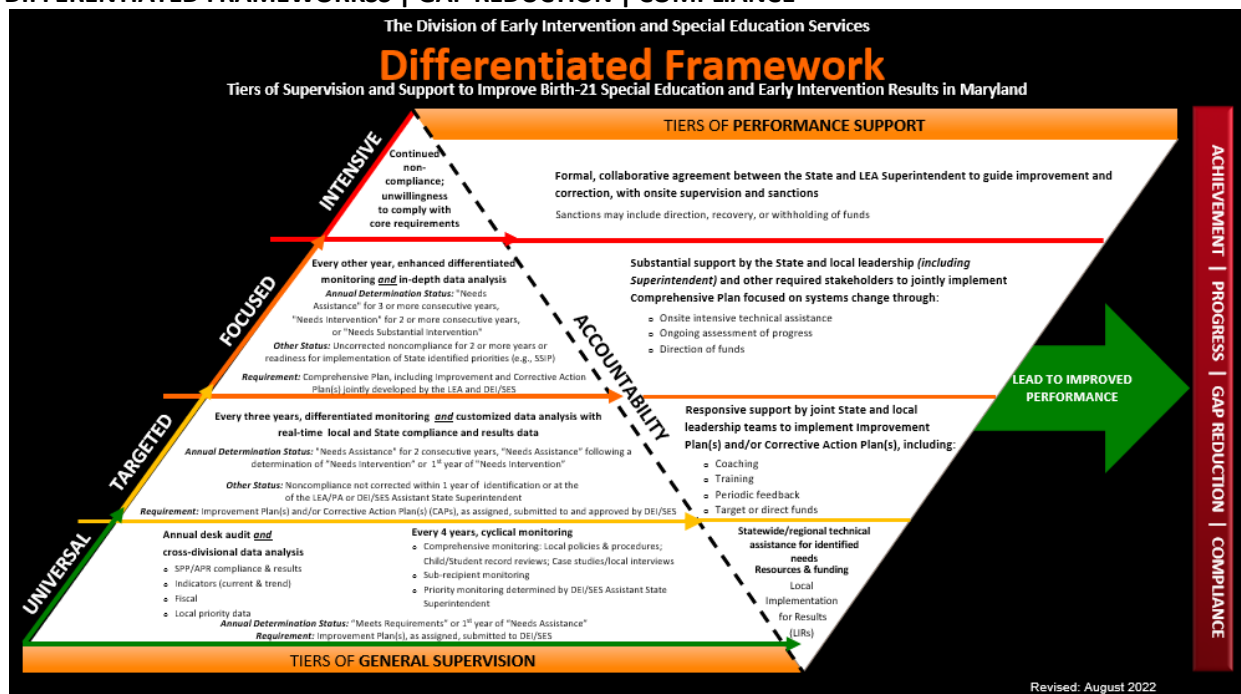 DIFFERENTIATED FRAMEWORKSS | GAP REDUCTION | COMPLIANCE
The Division of Early Intervention and Special Education Services
Differentiated Framework
Tiers of Supervision and Support to Improve Birth-21 Special Education and Early Intervention Results in Maryland
TIERS OF PERFORMANCE SUPPORT
INTENSIVE
Continued
non-
compliance;
unwillingness
to comply with
core requirements
Formal, collaborative agreement between the State and LEA Superintendent to guide improvement and
correction, with onsite supervision and sanctions
Sanctions may include direction, recovery, or withholding of funds
FOCUSED
Every other year, enhanced differentiated
monitoring and in-depth data analysis
Annual Determination Status: "Needs
Assistance" for 3 or more consecutive years,
"Needs Intervention" for 2 or more consecutive years,
or "Needs Substantial Intervention"
Other Status: Uncorrected noncompliance for 2 or more years or
readiness for implementation of State identified priorities (e.g., SSIP)
Requirement: Comprehensive Plan, including Improvement and Corrective Action
Plan(s) jointly developed by the LEA and DEI/SES
Substantial support by the State and local leadership (including
Superintendent) and other required stakeholders to jointly implement
Comprehensive Plan focused on systems change through:
Onsite intensive technical assistance
Ongoing assessment of progress
Direction of funds
ACCOUNTABILITY
TARGETED
Every three years, differentiated monitoring and customized data analysis with
real-time local and State compliance and results data
Annual Determination Status: "Needs Assistance" for 2 consecutive years, "Needs Assistance" following a
determination of "Needs Intervention" or 1st year of "Needs Intervention"
Other Status: Noncompliance not corrected within 1 year of identification or at the
of the LEA/PA or DEI/SES Assistant State Superintendent
Requirement: Improvement Plan(s) and/or Corrective Action Plan(s) (CAPs), as assigned, submitted to and approved by DEI/SES
Responsive support by joint State and local
leadership teams to implement Improvement
Plan(s) and/or Corrective Action Plan(s), including:
Coaching
Training
Periodic feedback
Target or direct funds
UNIVERSAL
Annual desk audit and
cross-divisional data analysis
SPP/APR compliance & results
Indicators (current & trend)
Fiscal
Local priority data
Every 4 years, cyclical monitoring
Comprehensive monitoring: Local policies & procedures;
Child/Student record reviews; Case studies/local interviews
Sub-recipient monitoring
Priority monitoring determined by DEI/SES Assistant State
Superintendent
Annual Determination Status: "Meets Requirements" or 1st year of "Needs Assistance"
Requirement: Improvement Plan(s), as assigned, submitted to DEI/SES
Statewide/regional technical
assistance for identified
needs
Resources & funding
Local
Implementation
for Results
(LIRs)
TIERS OF GENERAL SUPERVISION
LEAD TO IMPROVED
PERFORMANCE
ACHIEVEMENT | PROGRESS | GAP REDUCTION | COMPLIANCE
Revised: August 2022